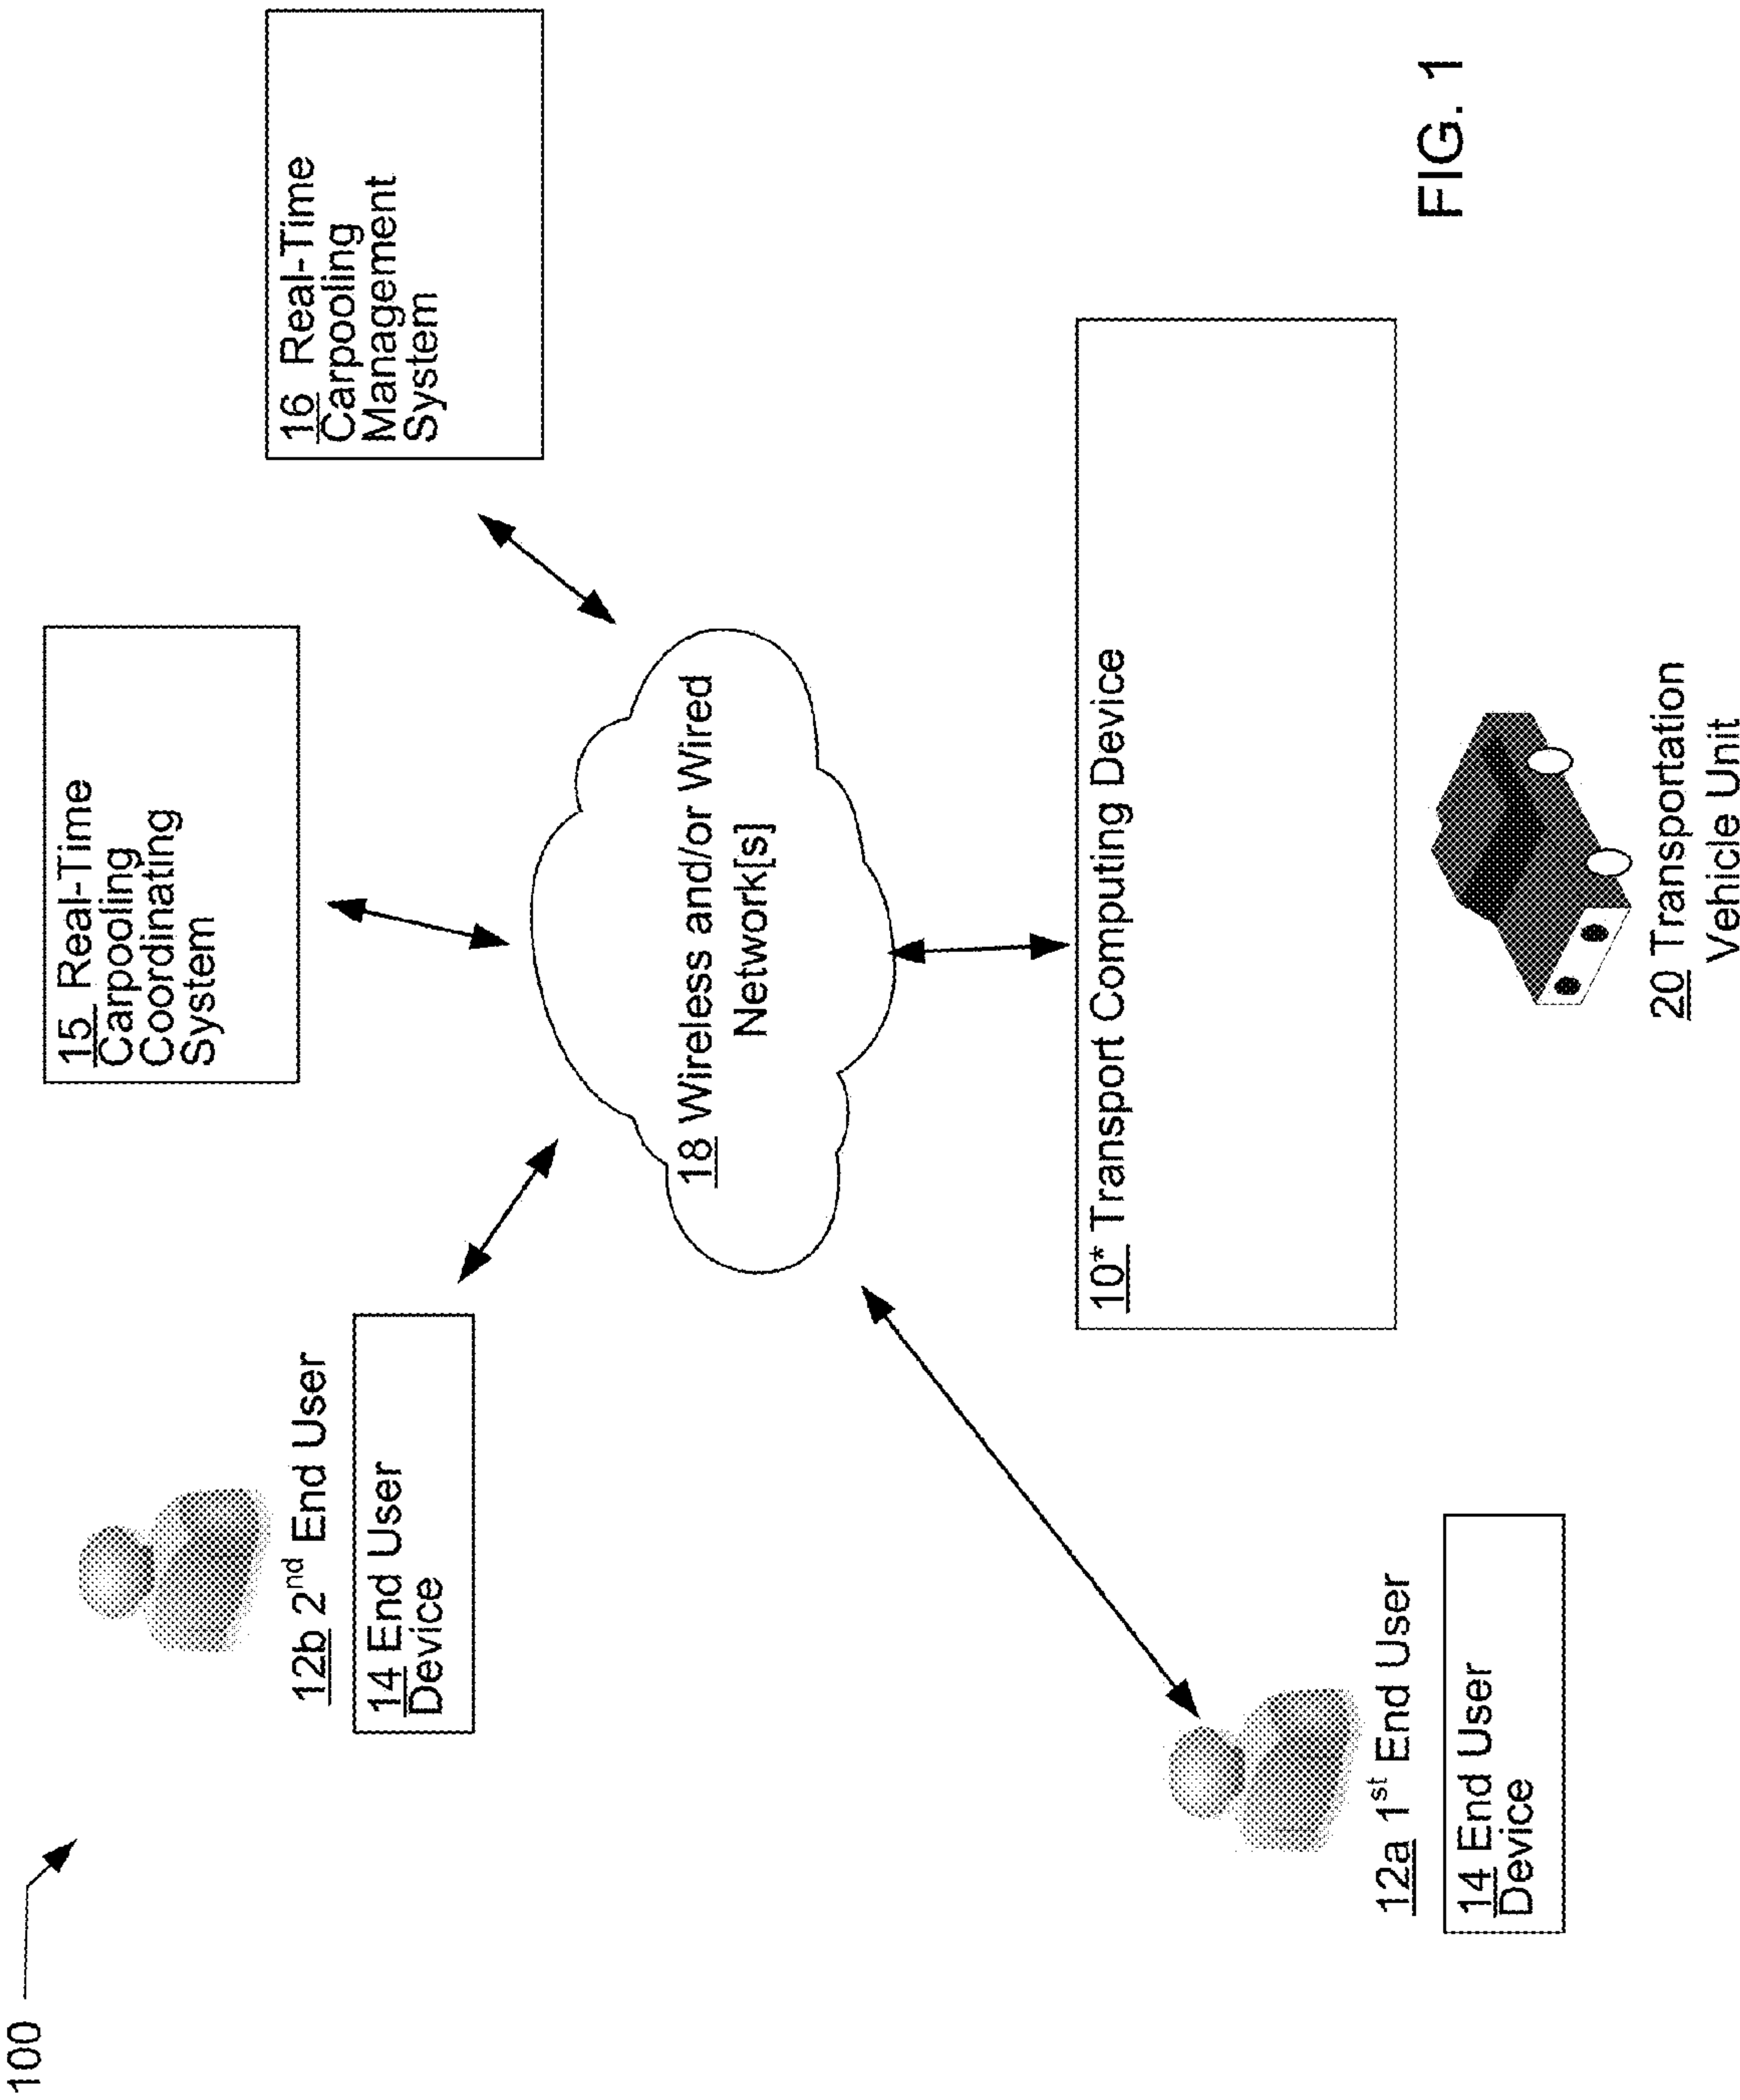 100
15 Real-Time
Carpooling
Coordinating
System
16 Real-Time
Carpooling
Management
System
12b 2nd End User
14 End User
Device
18 Wireless and/or Wired
Network[s]
10* Transport Computing Device
12a 1st End User
14 End User
Device
20 Transportation
Vehicle Unit
FIG. 1